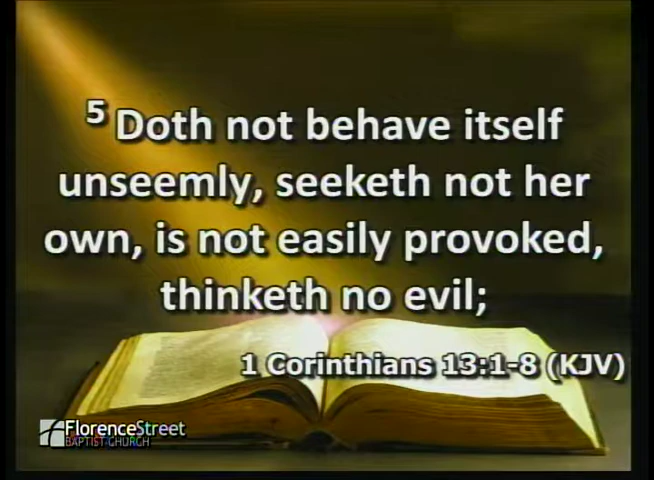 5 Doth not behave itself
unseemly, seeketh not her
own, is not easily provoked,
thinketh no evil;
1 Corinthians 13:1-8 (KJV)
FlorenceStreet
BAPTIST·CHURCH